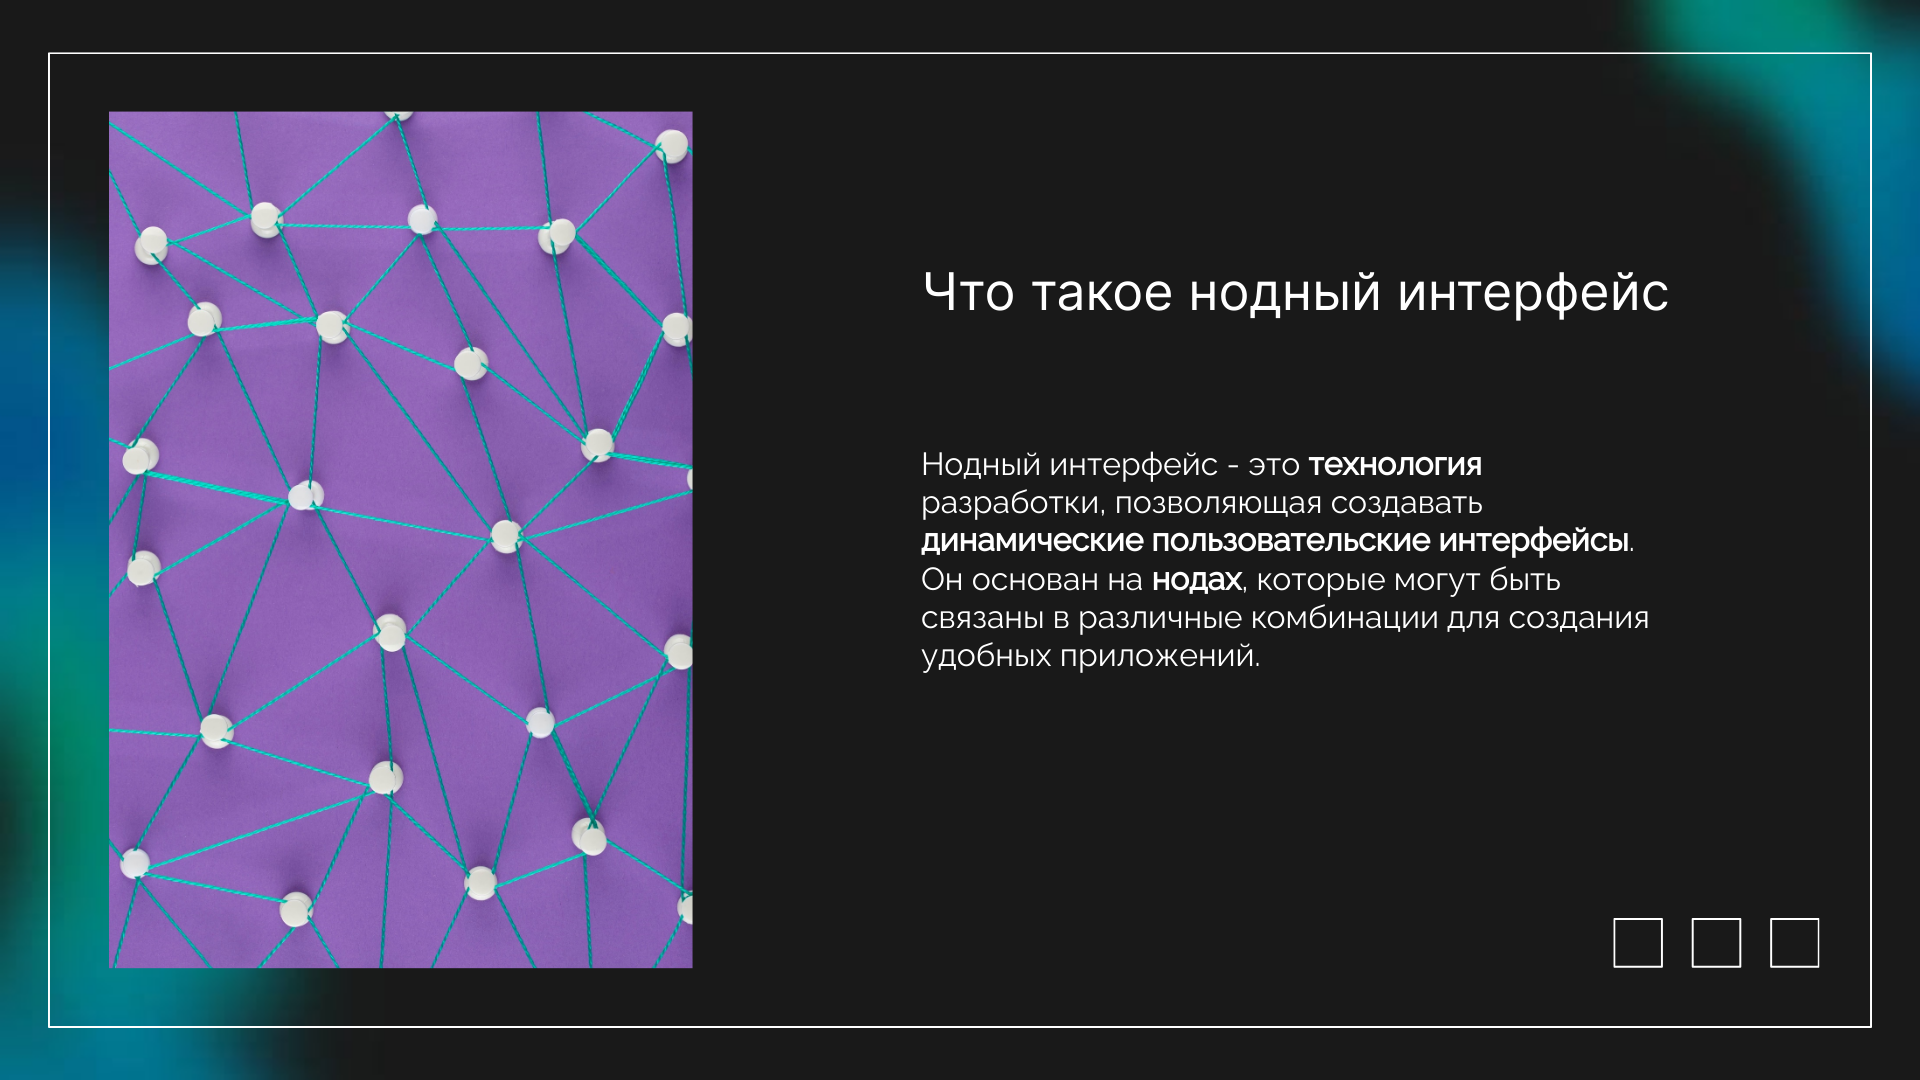 Что такое нодный интерфейс
Нодный интерфейс - это технология
разработки, позволяющая создавать
динамические пользовательские интерфейсы.
Он основан на нодах, которые могут быть
связаны в различные комбинации для создания
удобных приложений.